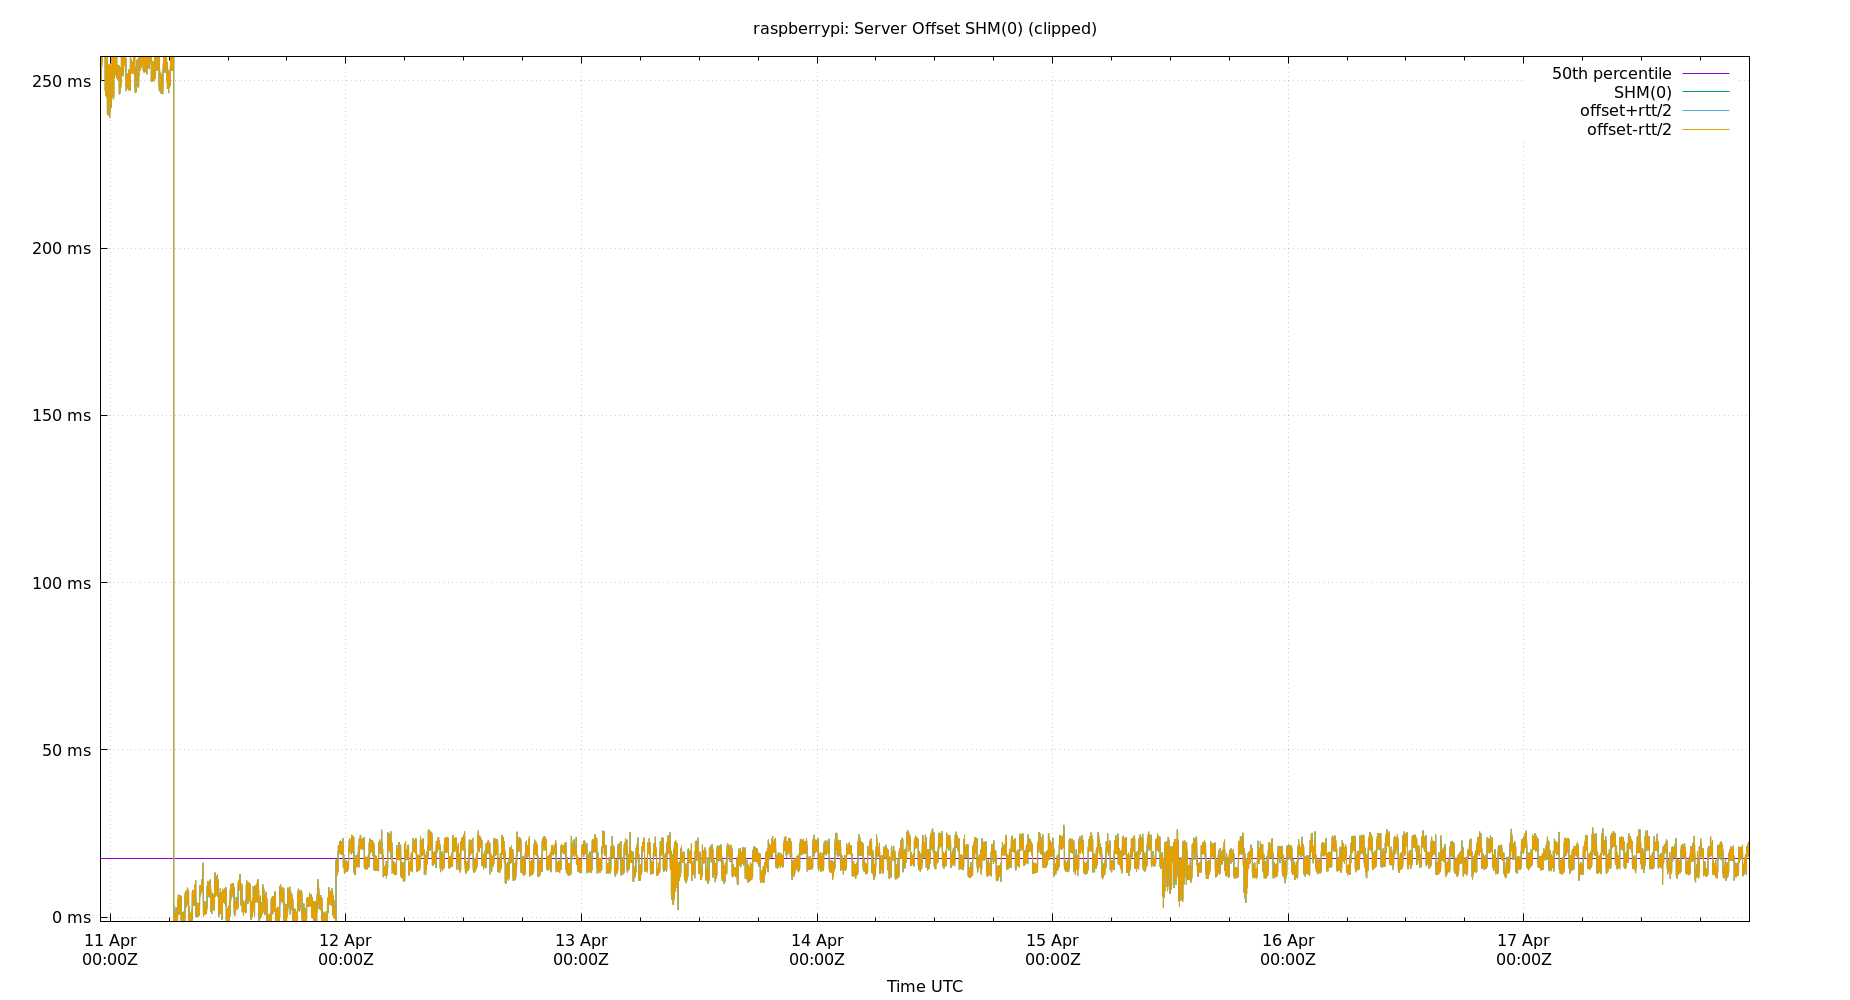 raspberrypi: Server Offset SHM(0) (clipped)
250 ms
200 ms
150 ms
100 ms
50 ms
0 ms
50th percentile
SHM(0)
offset+rtt/2
offset-rtt/2
11 Apr
00:00Z
12 Apr
00:00Z
13 Apr
00:00Z
14 Apr
00:00Z
15 Apr
00:00Z
16 Apr
00:00Z
17 Apr
00:00Z
Time UTC